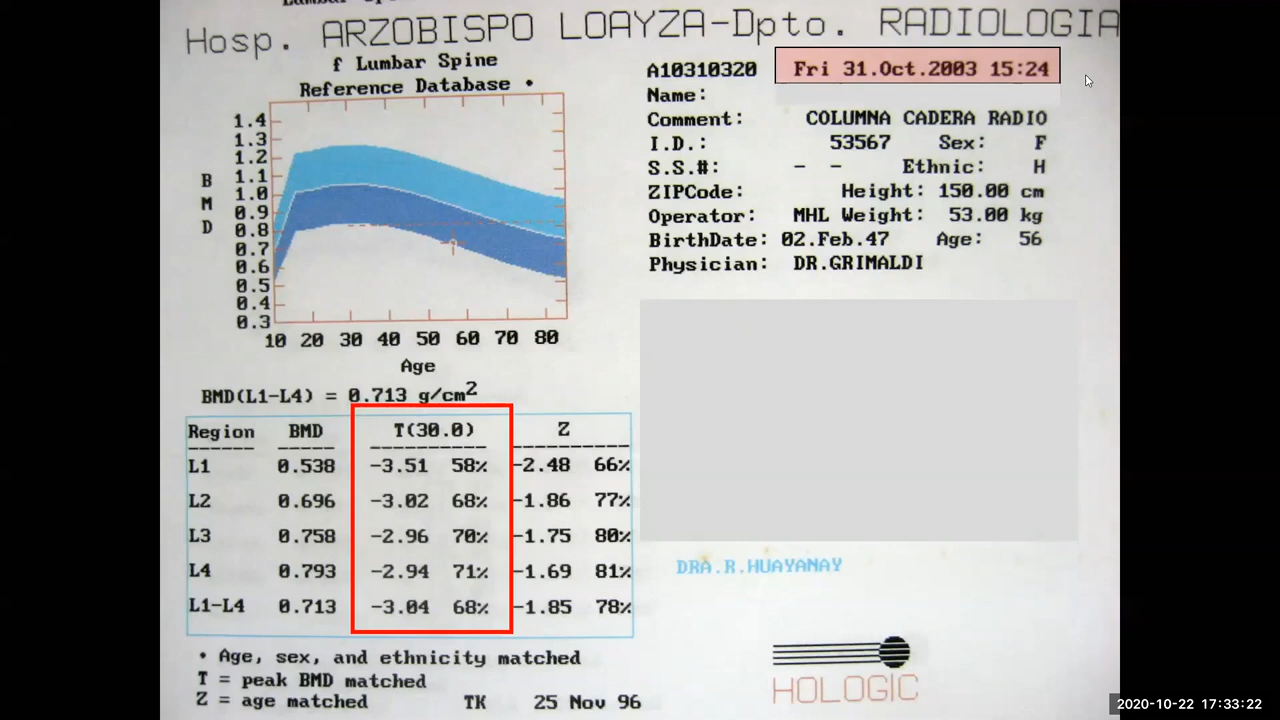 Hosp. ARZOBISPO LOAYZA-Dpto. RADIOLOGIA
f Lumbar Spine
Reference Database •
1.4
1.3
1.2
1.1
1.0
0.9
0.8
0.7
0.6
0.5
0.4
0.3
B
M
D
10 20 30 40 50 60 70 80
Age
BMD(L1-L4) = 0.713 g/cm2
Region BMD T(30.0) Z
L1 0.538 -3.51 58% -2.48 66%
L2 0.696 -3.02 68% -1.86 77%
L3 0.758 -2.96 70% -1.75 80%
L4 0.793 -2.94 71% -1.69 81%
L1-L4 0.713 -3.04 68% -1.85 78%
• Age, sex, and ethnicity matched
T = peak BMD matched
Z = age matched TK 25 Nov 96
A10310320 Fri 31.Oct.2003 15:24
Name:
Comment: COLUMNA CADERA RADIO
I.D.: 53567 Sex: F
S.S.#: - - Ethnic: H
ZIPCode: Height: 150.00 cm
Operator: MHL Weight: 53.00 kg
BirthDate: 02.Feb.47 Age: 56
Physician: DR.GRIMALDI
DRA.R.HUAYANAY
HOLOGIC
2020-10-22 17:33:22